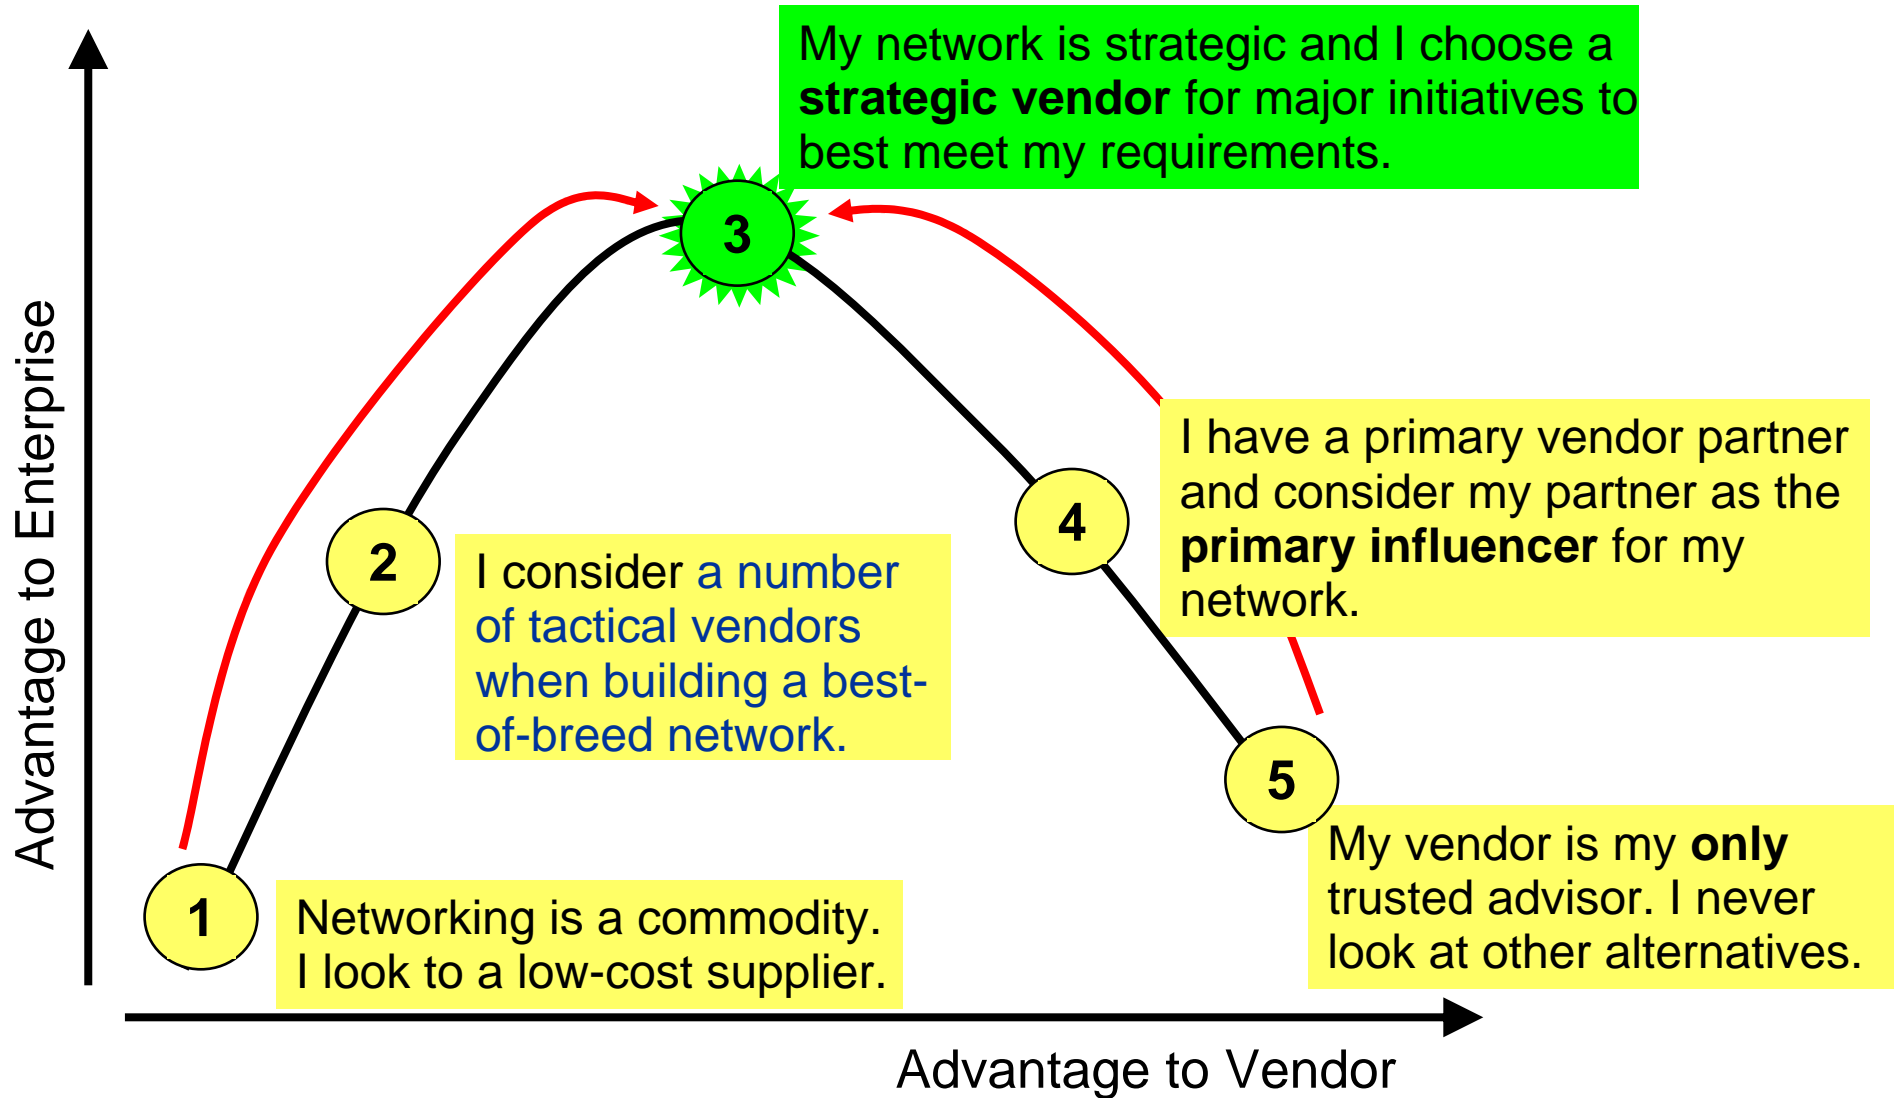 My network is strategic and I choose a
strategic vendor for major initiatives to
best meet my requirements.
3
Advantage to Enterprise
I have a primary vendor partner
and consider my partner as the
primary influencer for my
network.
4
2
I consider a number
of tactical vendors
when building a best-
of-breed network.
5
My vendor is my only
trusted advisor. I never
look at other alternatives.
1
Networking is a commodity.
I look to a low-cost supplier.
Advantage to Vendor